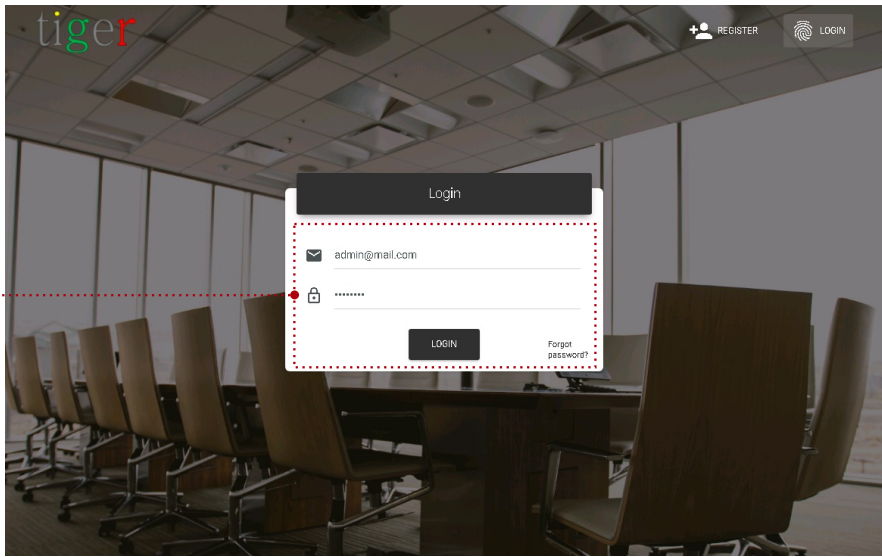 tiger
REGISTER
LOGIN
Login
admin@mail.com
••••••••
LOGIN
Forgot
password?